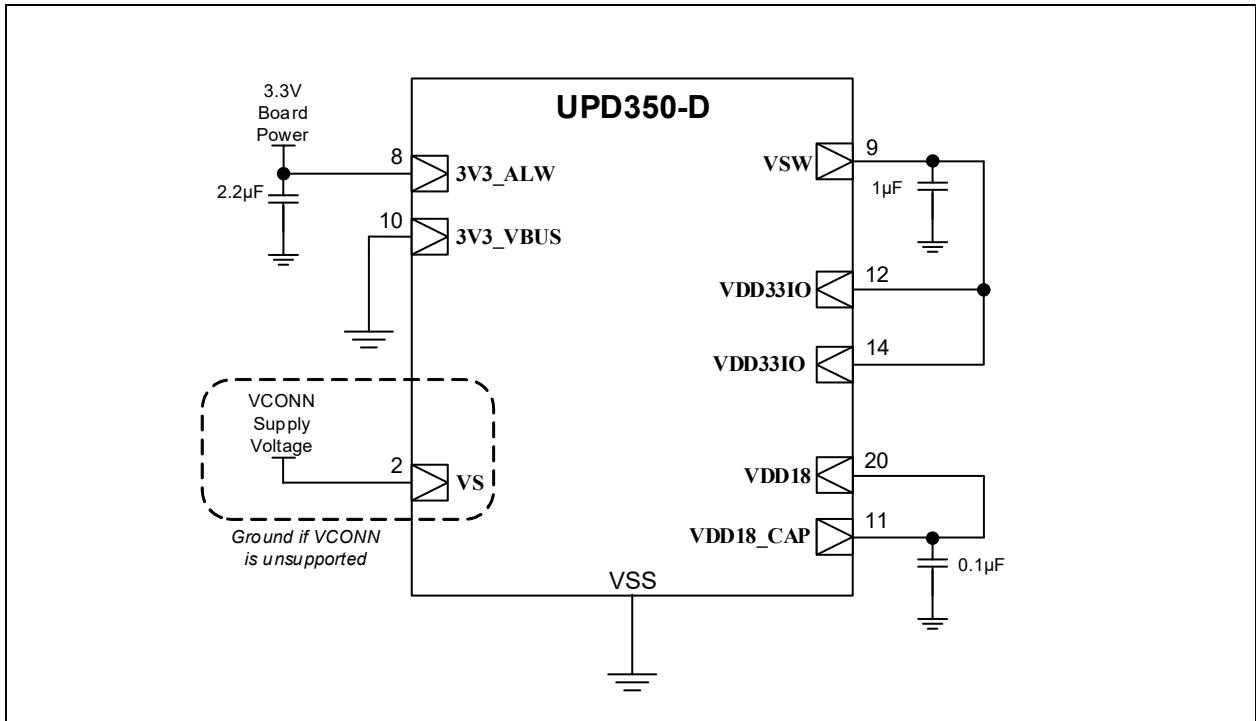 UPD350-D
3.3V
Board
Power
8
3V3_ALW
2.2µF
10
3V3_VBUS
VCONN
Supply
Voltage
2
VS
Ground if VCONN
is unsupported
VSW
9
1µF
VDD33IO
12
VDD33IO
14
VDD18
20
VDD18_CAP
11
0.1µF
VSS